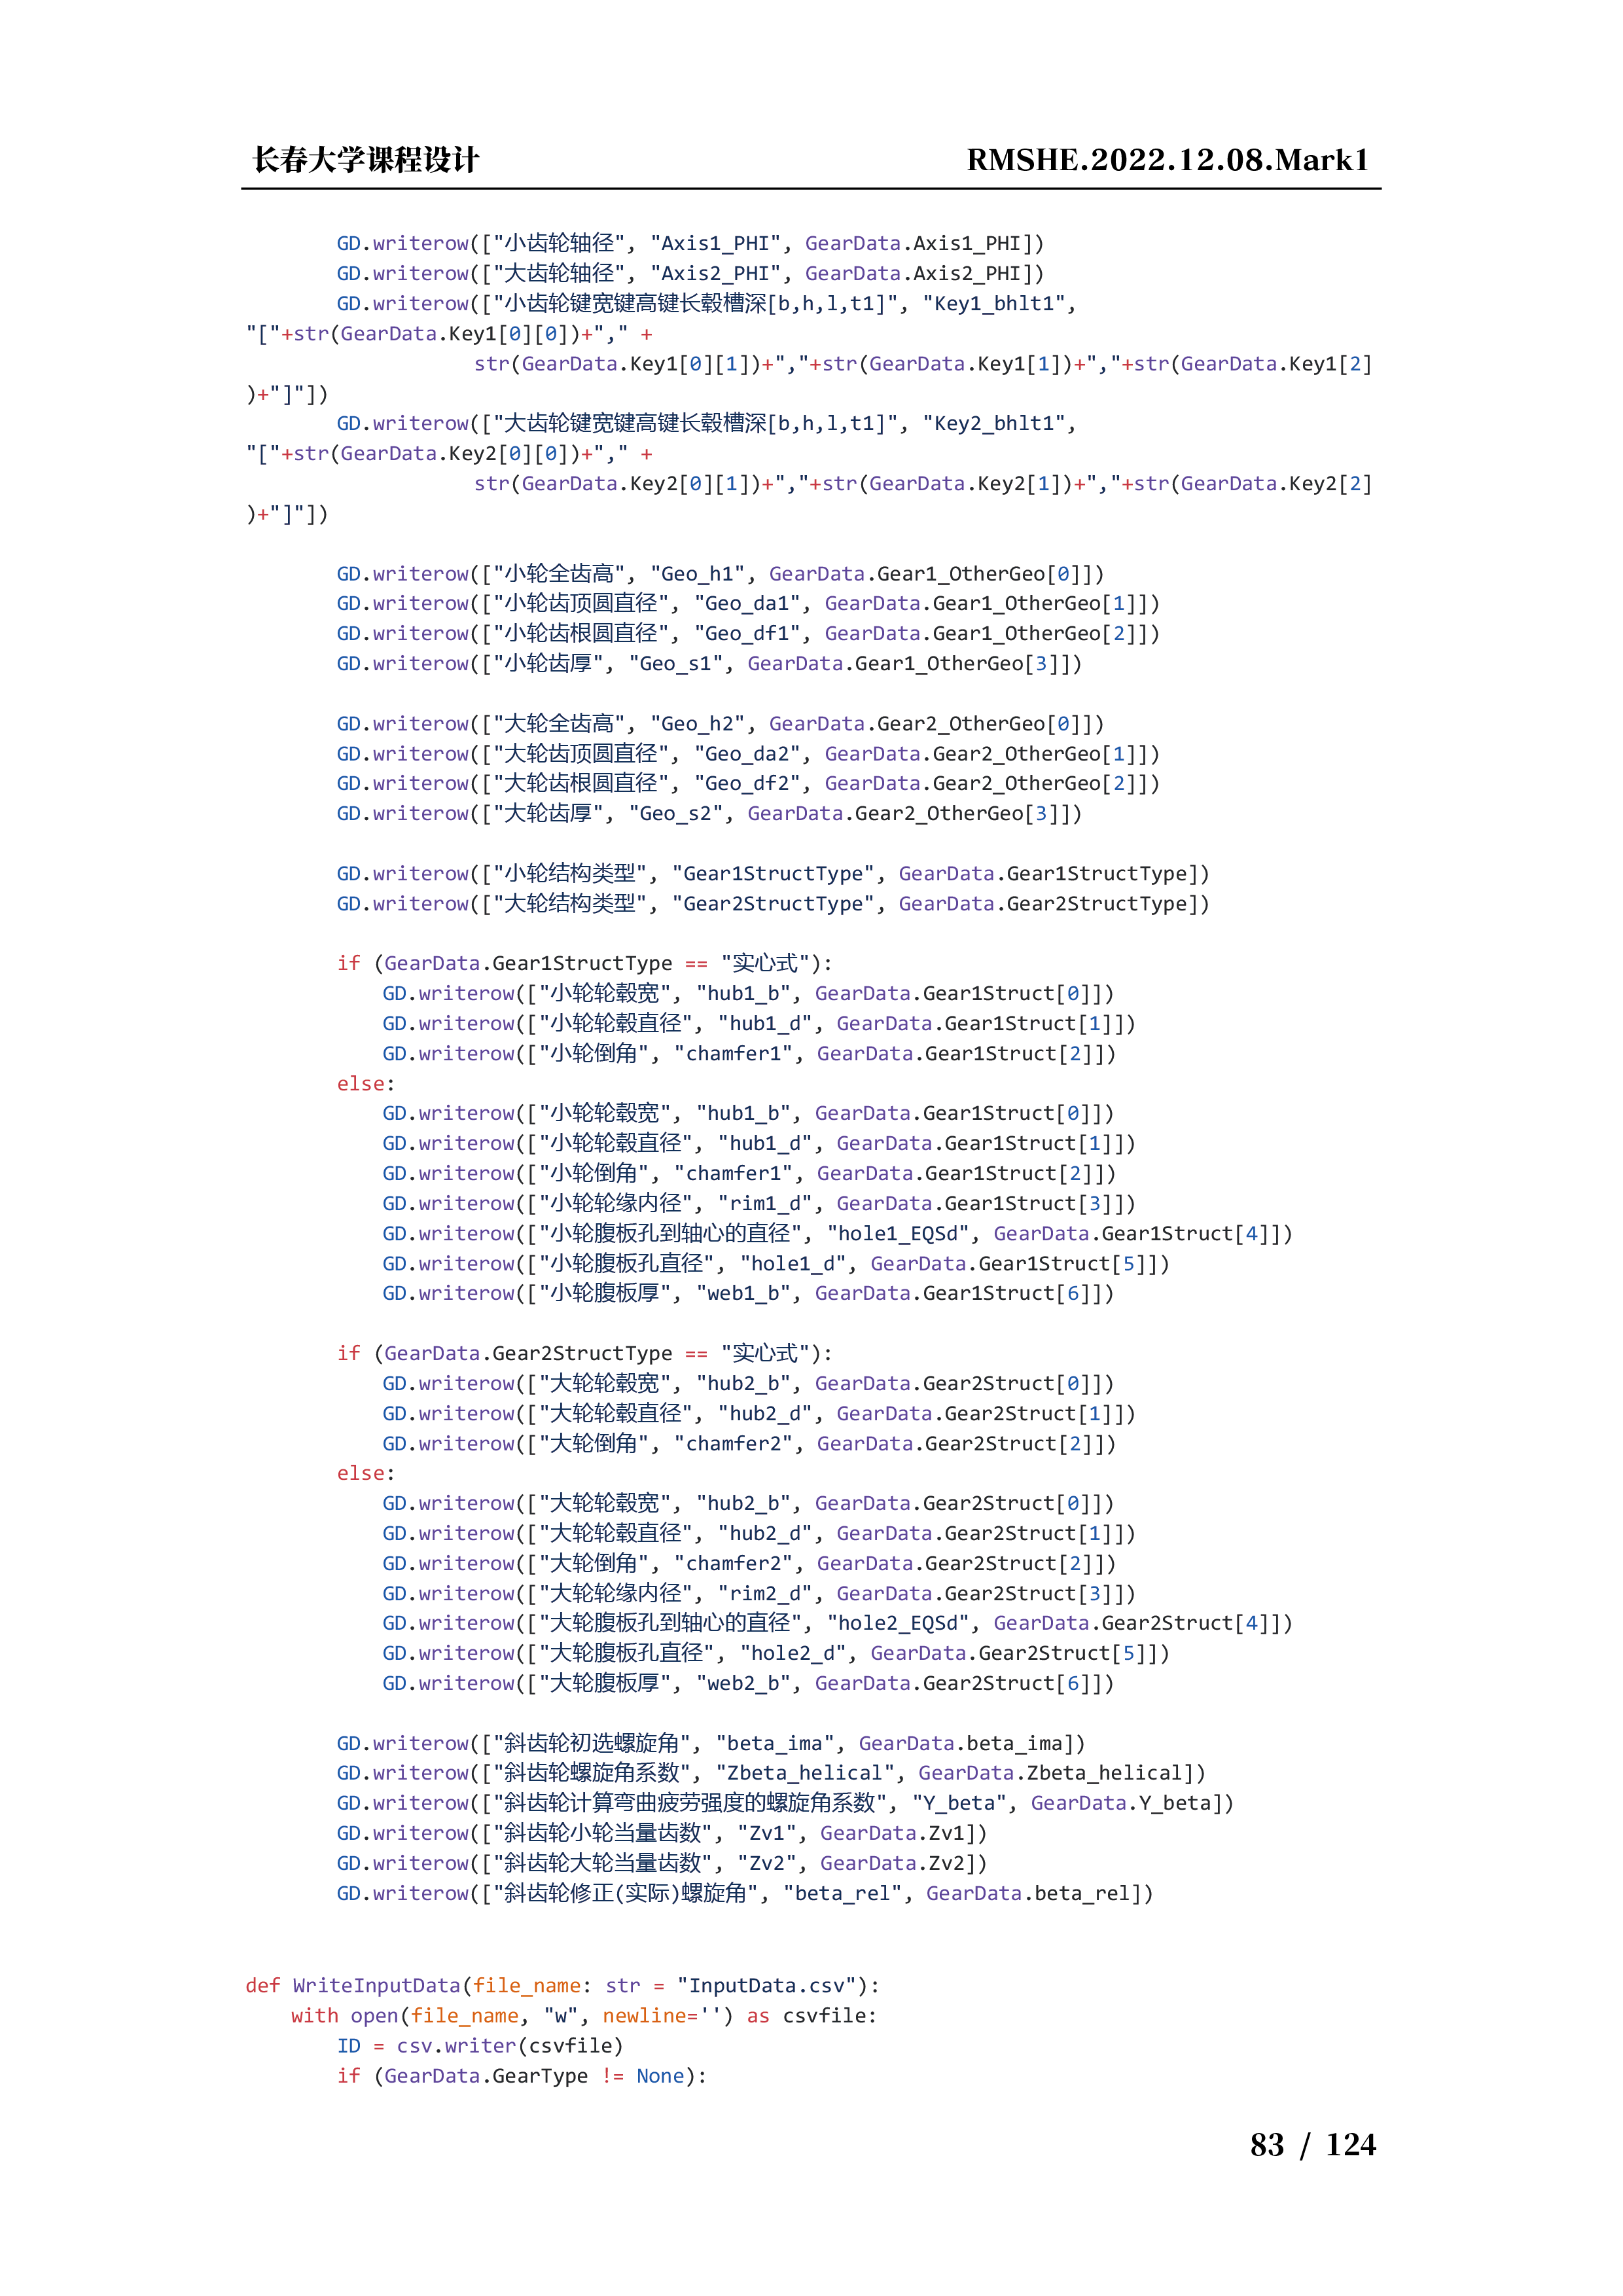 长春大学课程设计
RMSHE.2022.12.08.Mark1
GD.writerow(["小齿轮轴径", "Axis1_PHI", GearData.Axis1_PHI])
GD.writerow(["大齿轮轴径", "Axis2_PHI", GearData.Axis2_PHI])
GD.writerow(["小齿轮键宽键高键长毂槽深[b,h,l,t1]", "Key1_bhlt1",
"["+str(GearData.Key1[0][0])+"," +
str(GearData.Key1[0][1])+","+str(GearData.Key1[1])+","+str(GearData.Key1[2]
)+"]"])
GD.writerow(["大齿轮键宽键高键长毂槽深[b,h,l,t1]", "Key2_bhlt1",
"["+str(GearData.Key2[0][0])+"," +
str(GearData.Key2[0][1])+","+str(GearData.Key2[1])+","+str(GearData.Key2[2]
)+"]"])
GD.writerow(["小轮全齿高", "Geo_h1", GearData.Gear1_OtherGeo[0]])
GD.writerow(["小轮齿顶圆直径", "Geo_da1", GearData.Gear1_OtherGeo[1]])
GD.writerow(["小轮齿根圆直径", "Geo_df1", GearData.Gear1_OtherGeo[2]])
GD.writerow(["小轮齿厚", "Geo_s1", GearData.Gear1_OtherGeo[3]])
GD.writerow(["大轮全齿高", "Geo_h2", GearData.Gear2_OtherGeo[0]])
GD.writerow(["大轮齿顶圆直径", "Geo_da2", GearData.Gear2_OtherGeo[1]])
GD.writerow(["大轮齿根圆直径", "Geo_df2", GearData.Gear2_OtherGeo[2]])
GD.writerow(["大轮齿厚", "Geo_s2", GearData.Gear2_OtherGeo[3]])
GD.writerow(["小轮结构类型", "Gear1StructType", GearData.Gear1StructType])
GD.writerow(["大轮结构类型", "Gear2StructType", GearData.Gear2StructType])
if (GearData.Gear1StructType == "实心式"):
GD.writerow(["小轮轮毂宽", "hub1_b", GearData.Gear1Struct[0]])
GD.writerow(["小轮轮毂直径", "hub1_d", GearData.Gear1Struct[1]])
GD.writerow(["小轮倒角", "chamfer1", GearData.Gear1Struct[2]])
else:
GD.writerow(["小轮轮毂宽", "hub1_b", GearData.Gear1Struct[0]])
GD.writerow(["小轮轮毂直径", "hub1_d", GearData.Gear1Struct[1]])
GD.writerow(["小轮倒角", "chamfer1", GearData.Gear1Struct[2]])
GD.writerow(["小轮轮缘内径", "rim1_d", GearData.Gear1Struct[3]])
GD.writerow(["小轮腹板孔到轴心的直径", "hole1_EQSd", GearData.Gear1Struct[4]])
GD.writerow(["小轮腹板孔直径", "hole1_d", GearData.Gear1Struct[5]])
GD.writerow(["小轮腹板厚", "web1_b", GearData.Gear1Struct[6]])
if (GearData.Gear2StructType == "实心式"):
GD.writerow(["大轮轮毂宽", "hub2_b", GearData.Gear2Struct[0]])
GD.writerow(["大轮轮毂直径", "hub2_d", GearData.Gear2Struct[1]])
GD.writerow(["大轮倒角", "chamfer2", GearData.Gear2Struct[2]])
else:
GD.writerow(["大轮轮毂宽", "hub2_b", GearData.Gear2Struct[0]])
GD.writerow(["大轮轮毂直径", "hub2_d", GearData.Gear2Struct[1]])
GD.writerow(["大轮倒角", "chamfer2", GearData.Gear2Struct[2]])
GD.writerow(["大轮轮缘内径", "rim2_d", GearData.Gear2Struct[3]])
GD.writerow(["大轮腹板孔到轴心的直径", "hole2_EQSd", GearData.Gear2Struct[4]])
GD.writerow(["大轮腹板孔直径", "hole2_d", GearData.Gear2Struct[5]])
GD.writerow(["大轮腹板厚", "web2_b", GearData.Gear2Struct[6]])
GD.writerow(["斜齿轮初选螺旋角", "beta_ima", GearData.beta_ima])
GD.writerow(["斜齿轮螺旋角系数", "Zbeta_helical", GearData.Zbeta_helical])
GD.writerow(["斜齿轮计算弯曲疲劳强度的螺旋角系数", "Y_beta", GearData.Y_beta])
GD.writerow(["斜齿轮小轮当量齿数", "Zv1", GearData.Zv1])
GD.writerow(["斜齿轮大轮当量齿数", "Zv2", GearData.Zv2])
GD.writerow(["斜齿轮修正(实际)螺旋角", "beta_rel", GearData.beta_rel])
def WriteInputData(file_name: str = "InputData.csv"):
with open(file_name, "w", newline='') as csvfile:
ID = csv.writer(csvfile)
if (GearData.GearType != None):
83 / 124